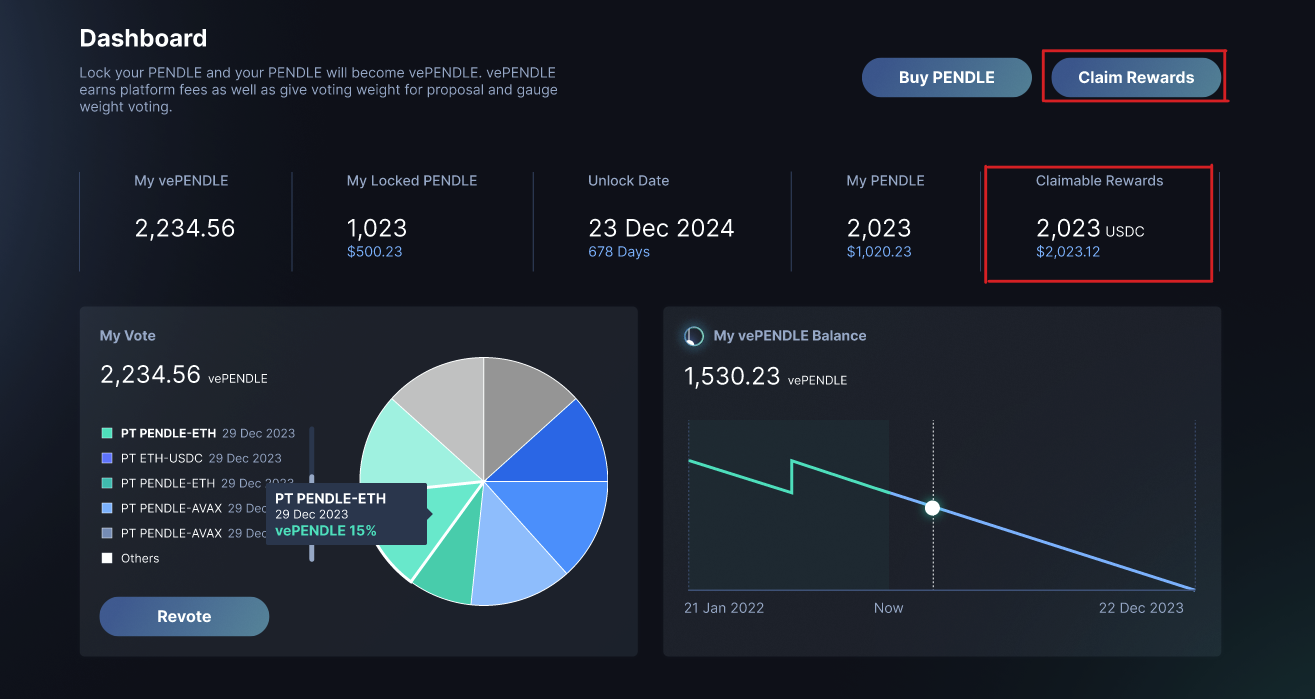 Dashboard
Lock your PENDLE and your PENDLE will become vePENDLE. vePENDLE
earns platform fees as well as give voting weight for proposal and gauge
weight voting.
Buy PENDLE
Claim Rewards
My vePENDLE
2,234.56
My Locked PENDLE
1,023
$500.23
Unlock Date
23 Dec 2024
678 Days
My PENDLE
2,023
$1,020.23
Claimable Rewards
2,023 USDC
$2,023.12
My Vote
2,234.56 vePENDLE
PT PENDLE-ETH 29 Dec 2023
PT ETH-USDC 29 Dec 2023
PT PENDLE-ETH 29 Dec 2023
PT PENDLE-AVAX 29 Dec
PT PENDLE-AVAX 29 Dec
Others
PT PENDLE-ETH
29 Dec 2023
vePENDLE 15%
Revote
My vePENDLE Balance
1,530.23 vePENDLE
21 Jan 2022
Now
22 Dec 2023